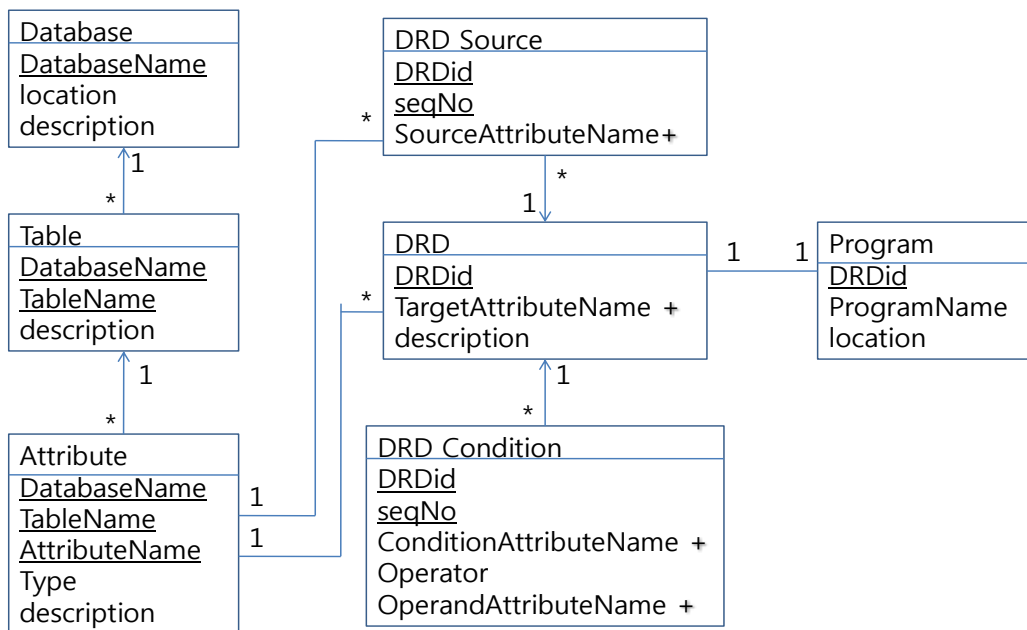 Database
DatabaseName
location
description
1
*
Table
DatabaseName
TableName
description
1
*
Attribute
DatabaseName
TableName
AttributeName
Type
description
1
1
*
*
DRD Source
DRDid
seqNo
SourceAttributeName+
*
1
DRD
DRDid
TargetAttributeName +
description
1
*
DRD Condition
DRDid
seqNo
ConditionAttributeName +
Operator
OperandAttributeName +
1
1
Program
DRDid
ProgramName
location